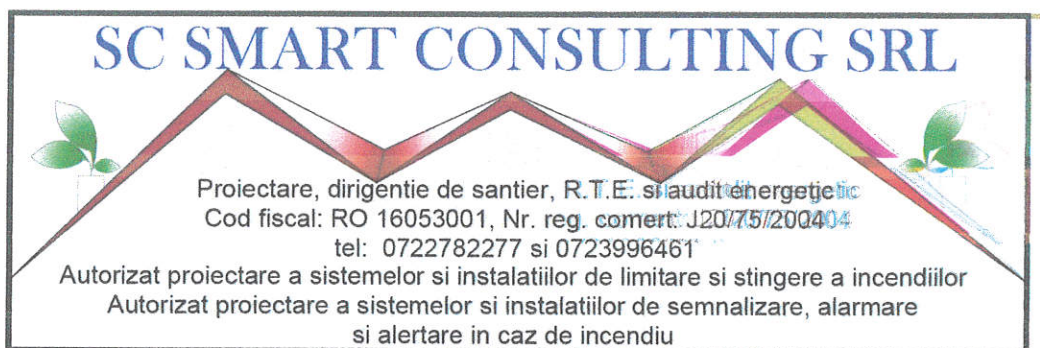 SC SMART CONSULTING SRL
Proiectare, dirigentie de santier, R.T.E. si audit energetic
Cod fiscal: RO 16053001, Nr. reg. comert: J20/75/2004
tel: 0722782277 si 0723996461
Autorizat proiectare a sistemelor si instalatiilor de limitare si stingere a incendiilor
Autorizat proiectare a sistemelor si instalatiilor de semnalizare, alarmare
si alertare in caz de incendiu